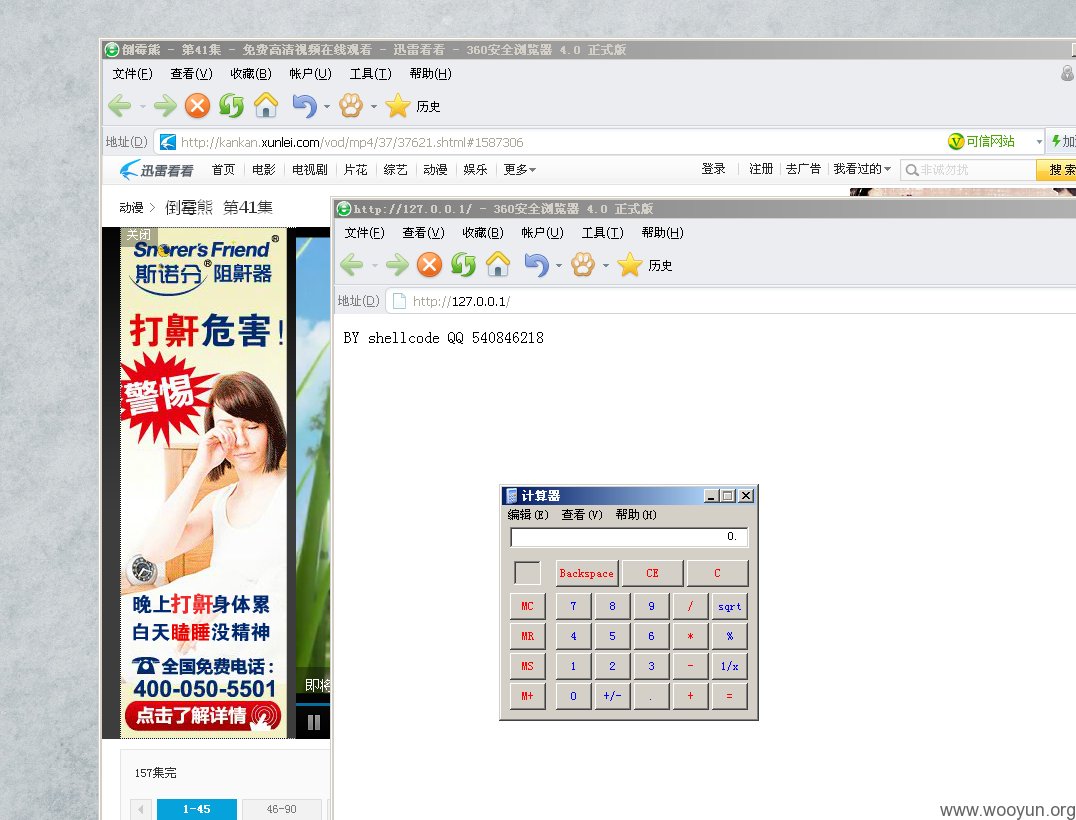 倒霉熊 - 第41集 - 免费高清视频在线观看 - 迅雷看看 - 360安全浏览器 4.0 正式版
文件(F) 查看(V) 收藏(B) 帐户(U) 工具(T) 帮助(H)
历史
地址(D) http://kankan.xunlei.com/vod/mp4/37/37621.shtml#1587306 可信网站 加
迅雷看看 首页 电影 电视剧 片花 综艺 动漫 娱乐 更多 登录 注册 去广告 我看过的 非诚勿扰 搜索
动漫 > 倒霉熊 第41集
关闭
Snorer's Friend®
斯诺分®阻鼾器
打鼾危害!
警惕
晚上打鼾身体累
白天瞌睡没精神
全国免费电话:
400-050-5501
点击了解详情
即将
157集完
1-45 46-90
http://127.0.0.1/ - 360安全浏览器 4.0 正式版
文件(F) 查看(V) 收藏(B) 帐户(U) 工具(T) 帮助(H)
历史
地址(D) http://127.0.0.1/
BY shellcode QQ 540846218
计算器
编辑(E) 查看(V) 帮助(H)
0.
Backspace CE C
MC 7 8 9 / sqrt
MR 4 5 6 * %
MS 1 2 3 - 1/x
M+ 0 +/- . + =
www.wooyun.org